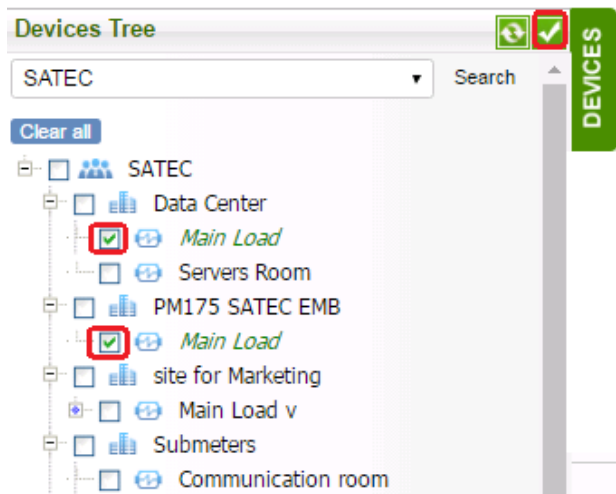 Devices Tree
DEVICES
SATEC
Search
Clear all
SATEC
Data Center
Main Load
Servers Room
PM175 SATEC EMB
Main Load
site for Marketing
Main Load v
Submeters
Communication room